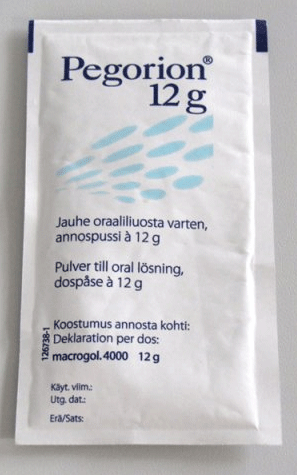 Pegorion®
12 g
Jauhe oraaliliuosta varten,
annospussi à 12 g
Pulver till oral lösning,
dospåse à 12 g
Koostumus annosta kohti:
Deklaration per dos:
macrogol.4000 12 g
126738-1
Käyt. viim.:
Utg. dat.:
Erä/Sats: